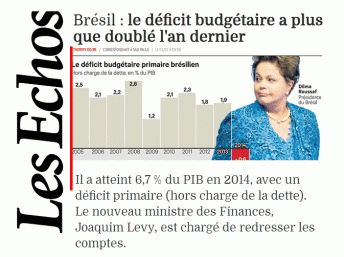 Les Echos
Brésil : le déficit budgétaire a plus
que doublé l'an dernier
Le déficit budgétaire primaire brésilien
Hors charge de la dette, en % du PIB
2,5
2,1
2,2
2,6
1,2
2,1
2,3
1,8
1,9
Dilma
Roussef
Présidente
du Brésil
2005 2006 2007 2008 2009 2010 2011 2012 2013
Il a atteint 6,7 % du PIB en 2014, avec un
déficit primaire (hors charge de la dette).
Le nouveau ministre des Finances,
Joaquim Levy, est chargé de redresser les
comptes.